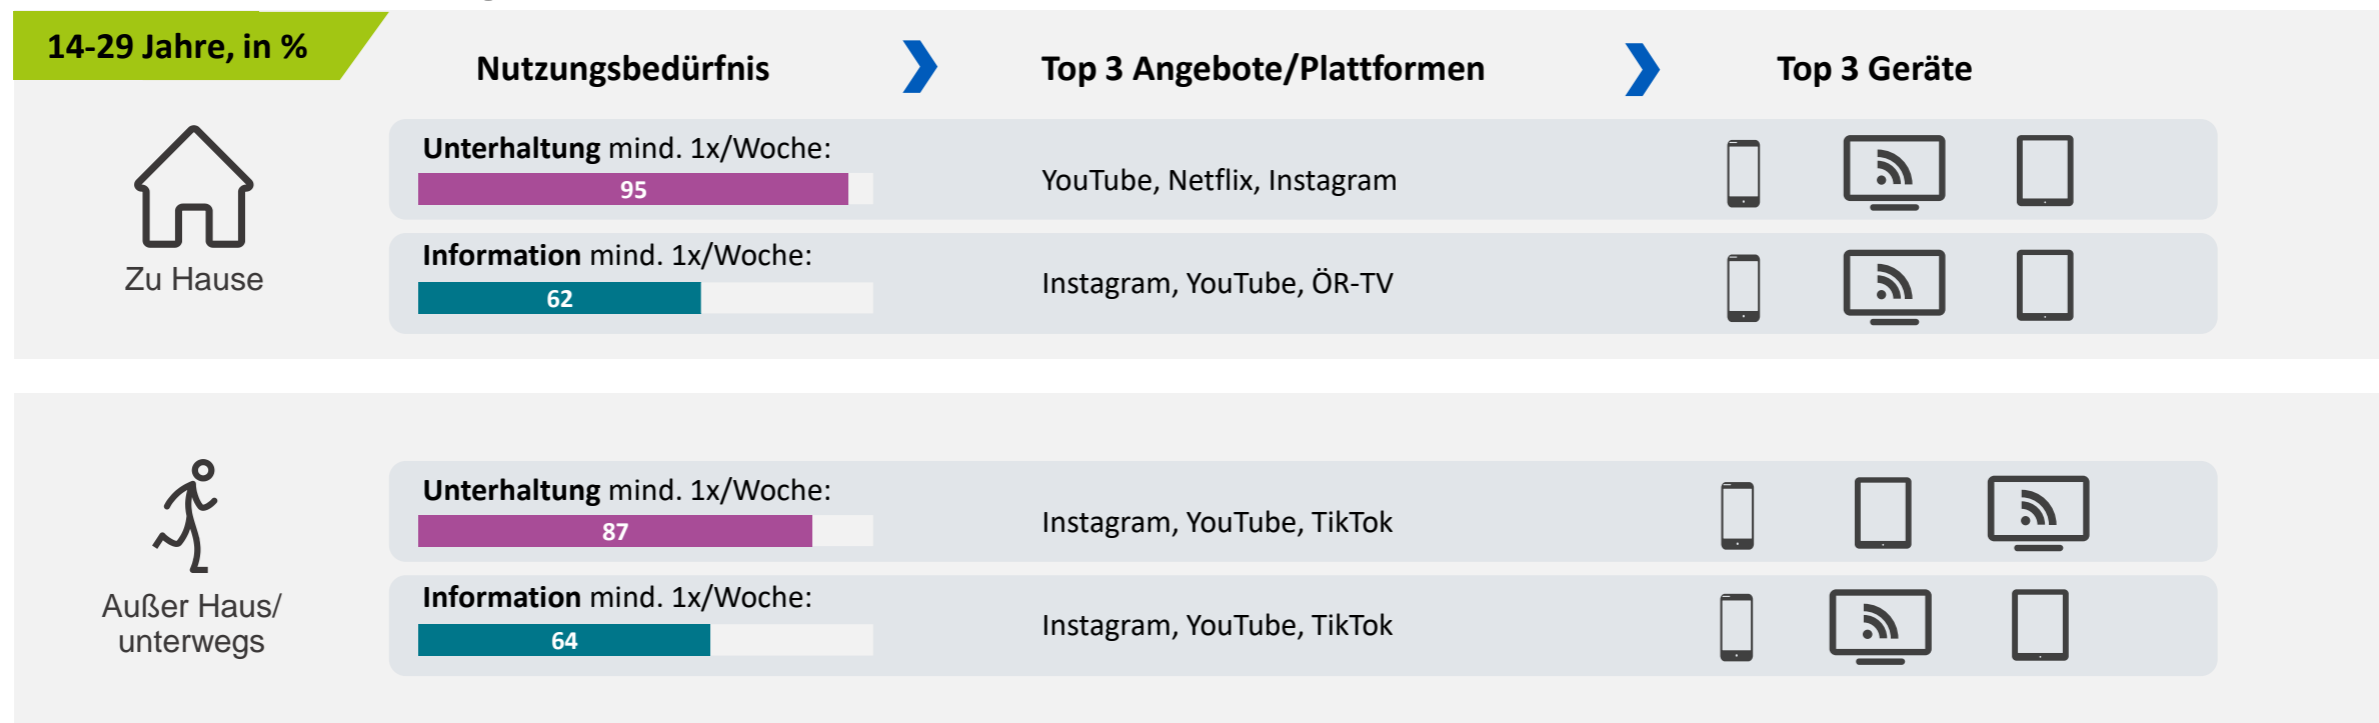 14-29 Jahre, in %
Nutzungsbedürfnis
Top 3 Angebote/Plattformen
Top 3 Geräte
Unterhaltung mind. 1x/Woche:
95
YouTube, Netflix, Instagram
Information mind. 1x/Woche:
62
Instagram, YouTube, ÖR-TV
Zu Hause
Unterhaltung mind. 1x/Woche:
87
Instagram, YouTube, TikTok
Information mind. 1x/Woche:
64
Instagram, YouTube, TikTok
Außer Haus/
unterwegs